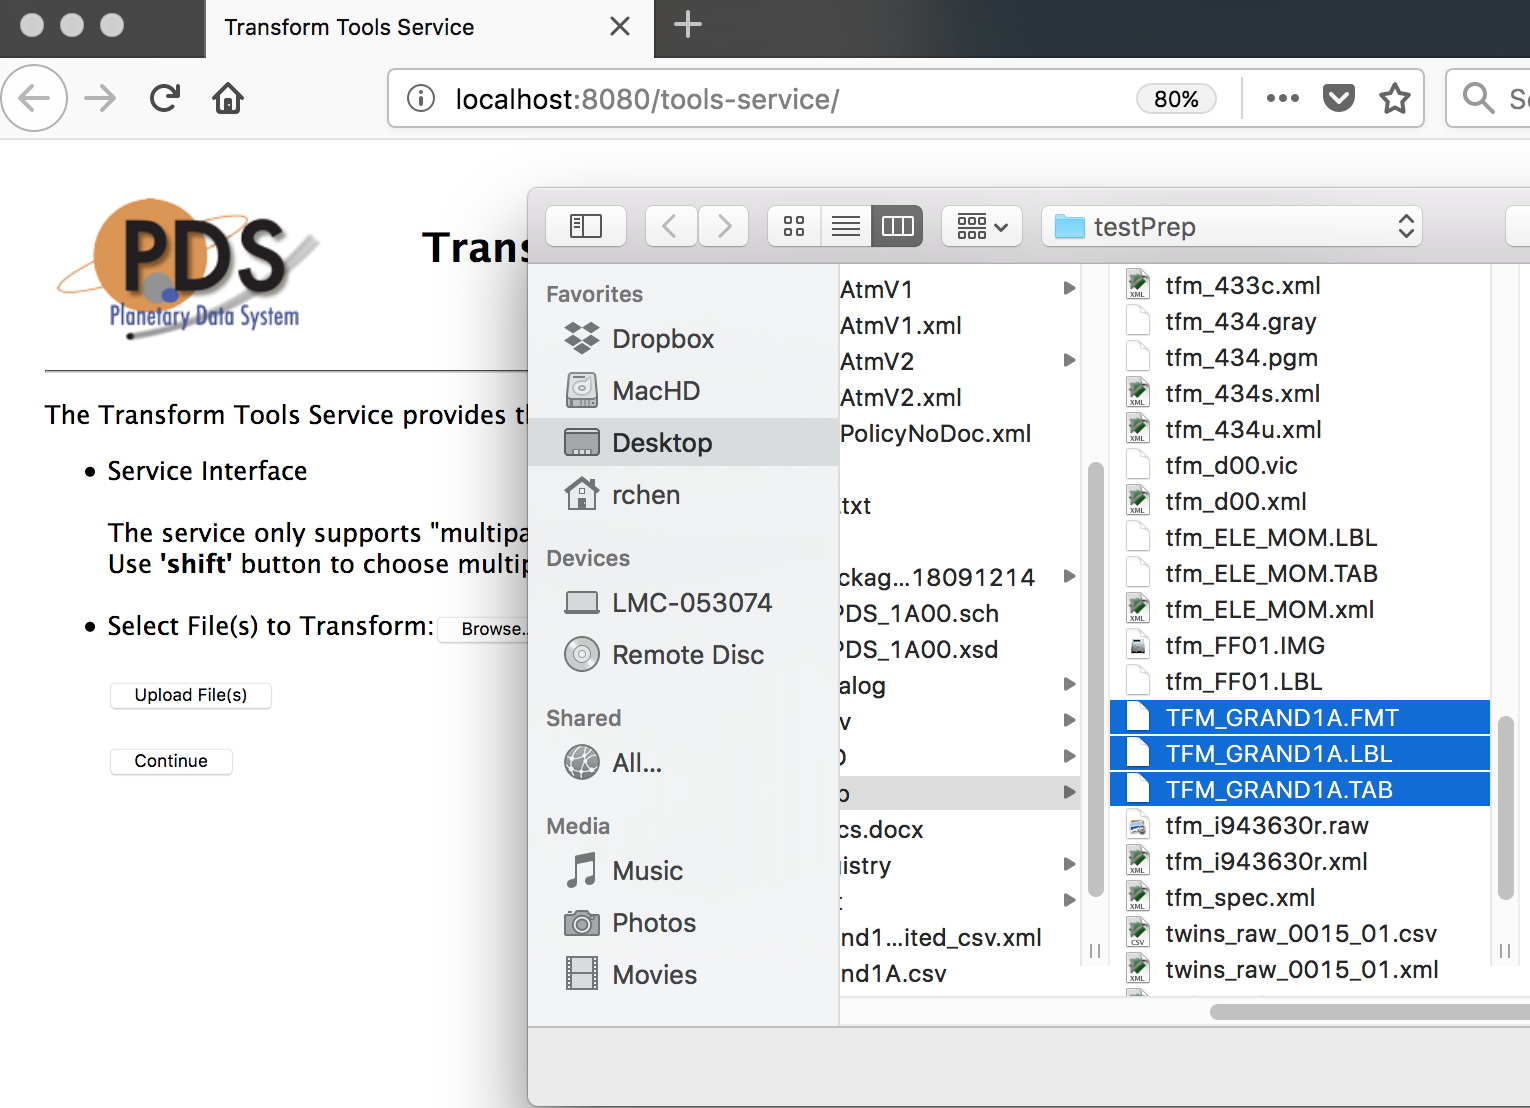 Transform Tools Service
localhost:8080/tools-service/
80%
PDS
Planetary Data System
Trans
The Transform Tools Service provides t
Service Interface
The service only supports "multipa
Use 'shift' button to choose multip
Select File(s) to Transform: Browse..
Upload File(s)
Continue
testPrep
Favorites
Dropbox
MacHD
Desktop
rchen
Devices
LMC-053074
Remote Disc
Shared
All...
Media
Music
Photos
Movies
AtmV1
AtmV1.xml
AtmV2
AtmV2.xml
PolicyNoDoc.xml
.txt
ckag...18091214
PDS_1A00.sch
PDS_1A00.xsd
alog
v
p
cs.docx
istry
t
nd1...ited_csv.xml
nd1A.csv
tfm_433c.xml
tfm_434.gray
tfm_434.pgm
tfm_434s.xml
tfm_434u.xml
tfm_d00.vic
tfm_d00.xml
tfm_ELE_MOM.LBL
tfm_ELE_MOM.TAB
tfm_ELE_MOM.xml
tfm_FF01.IMG
tfm_FF01.LBL
TFM_GRAND1A.FMT
TFM_GRAND1A.LBL
TFM_GRAND1A.TAB
tfm_i943630r.raw
tfm_i943630r.xml
tfm_spec.xml
twins_raw_0015_01.csv
twins_raw_0015_01.xml